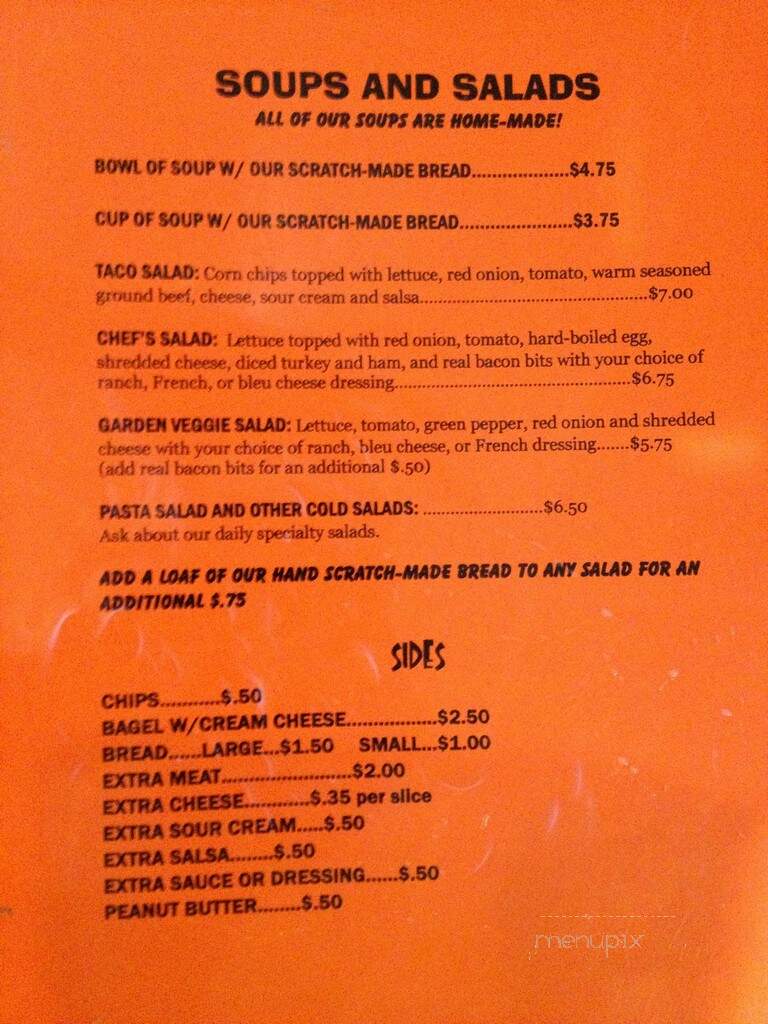 SOUPS AND SALADS
ALL OF OUR SOUPS ARE HOME-MADE!
BOWL OF SOUP W/ OUR SCRATCH-MADE BREAD...................$4.75
CUP OF SOUP W/ OUR SCRATCH-MADE BREAD......................$3.75
TACO SALAD: Corn chips topped with lettuce, red onion, tomato, warm seasoned
ground beef, cheese, sour cream and salsa................................................$7.00
CHEF'S SALAD: Lettuce topped with red onion, tomato, hard-boiled egg,
shredded cheese, diced turkey and ham, and real bacon bits with your choice of
ranch, French, or bleu cheese dressing..................................................$6.75
GARDEN VEGGIE SALAD: Lettuce, tomato, green pepper, red onion and shredded
cheese with your choice of ranch, bleu cheese, or French dressing.......$5.75
(add real bacon bits for an additional $.50)
PASTA SALAD AND OTHER COLD SALADS: ..........................$6.50
Ask about our daily specialty salads.
ADD A LOAF OF OUR HAND SCRATCH-MADE BREAD TO ANY SALAD FOR AN
ADDITIONAL $.75
SIDES
CHIPS............$.50
BAGEL W/CREAM CHEESE.................$2.50
BREAD......LARGE...$1.50 SMALL...$1.00
EXTRA MEAT.........................$2.00
EXTRA CHEESE............$.35 per slice
EXTRA SOUR CREAM.....$.50
EXTRA SALSA........$.50
EXTRA SAUCE OR DRESSING......$.50
PEANUT BUTTER........$.50
menupix